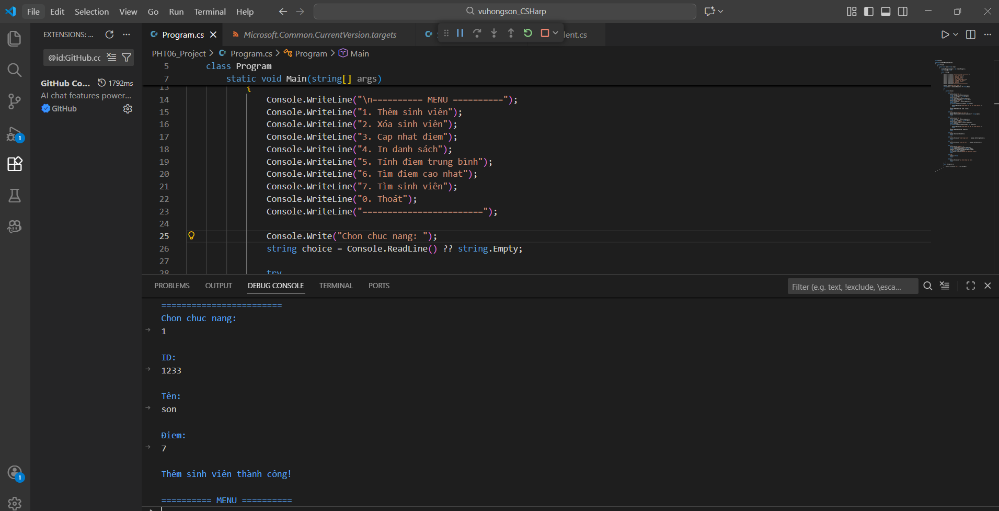 File Edit Selection View Go Run Terminal Help vuhongson_CSHarp
EXTENSIONS: ...
@id:GitHub.cc
GitHub Co... 1792ms
AI chat features power...
GitHub
1
1
Program.cs Microsoft.Common.CurrentVersion.targets lent.cs
PHT06_Project > Program.cs > Program > Main
5 class Program
7 static void Main(string[] args)
13 {
14 Console.WriteLine("\n========== MENU ==========");
15 Console.WriteLine("1. Thêm sinh viên");
16 Console.WriteLine("2. Xóa sinh viên");
17 Console.WriteLine("3. Cap nhat điem");
18 Console.WriteLine("4. In danh sách");
19 Console.WriteLine("5. Tính điem trung bình");
20 Console.WriteLine("6. Tìm điem cao nhat");
21 Console.WriteLine("7. Tìm sinh viên");
22 Console.WriteLine("0. Thoát");
23 Console.WriteLine("========================");
24
25 Console.Write("Chon chuc nang: ");
26 string choice = Console.ReadLine() ?? string.Empty;
27
28 try
PROBLEMS OUTPUT DEBUG CONSOLE TERMINAL PORTS Filter (e.g. text, !exclude, \esca...
========================
Chon chuc nang:
1
ID:
1233
Tên:
son
Điem:
7
Thêm sinh viên thành công!
========== MENU ==========